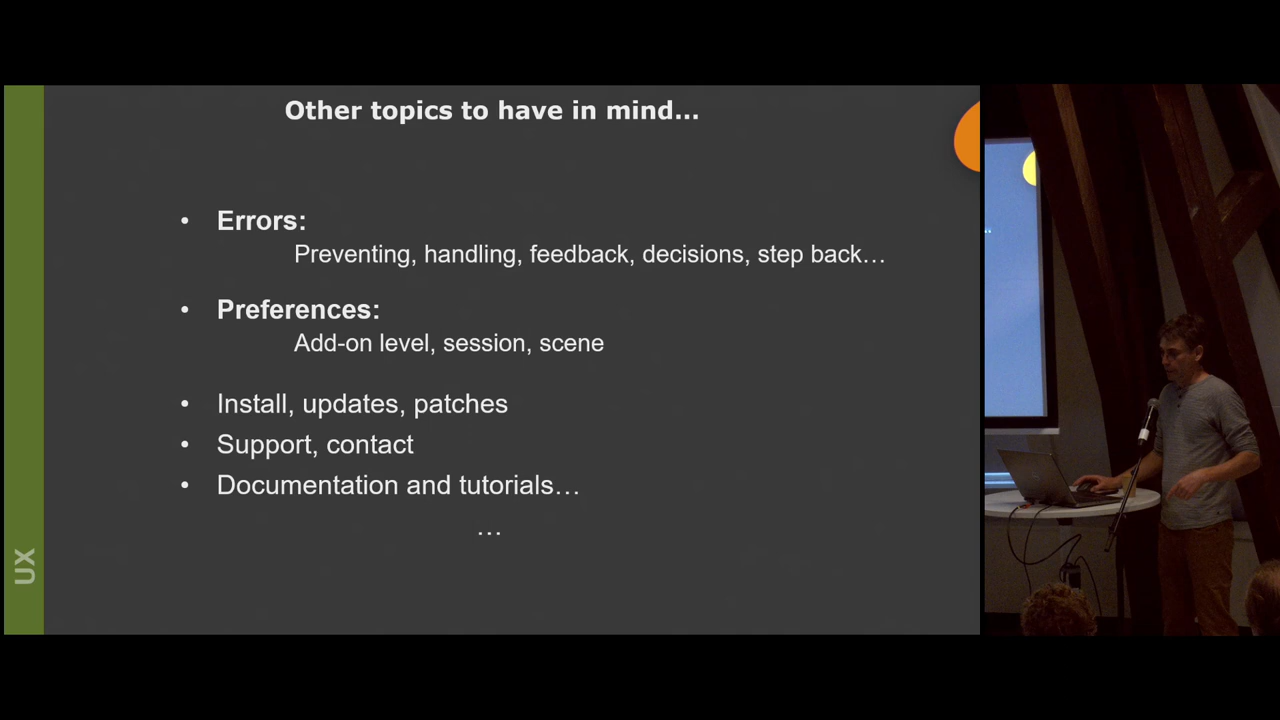 Other topics to have in mind...
• Errors:
Preventing, handling, feedback, decisions, step back…
• Preferences:
Add-on level, session, scene
• Install, updates, patches
• Support, contact
• Documentation and tutorials…
…
UX